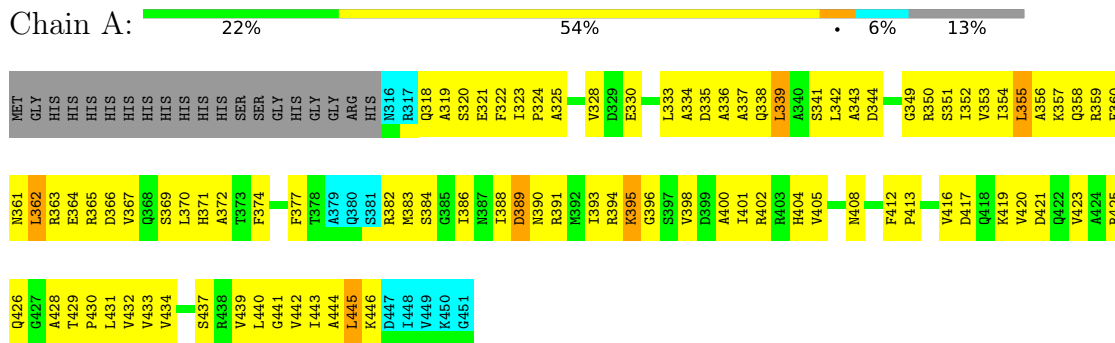 Chain A:
22% 54% • 6% 13%
MET GLY HIS HIS HIS HIS HIS HIS HIS HIS HIS HIS SER SER GLY HIS GLY GLY ARG HIS N316 R317 Q318 A319 S320 E321 F322 I323 P324 A325 V328 D329 E330 L333 A334 D335 A336 A337 Q338 L339 A340 S341 L342 A343 D344 G349 R350 S351 I352 V353 I354 L355 A356 K357 Q358 R359
N361 L362 R363 E364 R365 D366 V367 Q368 S369 L370 H371 A372 T373 F374 F377 T378 A379 Q380 S381 R382 M383 S384 G385 I386 N387 I388 D389 N390 R391 M392 I393 R394 K395 G396 S397 V398 D399 A400 I401 R402 R403 H404 V405 N408 F412 P413 V416 D417 Q418 K419 V420 D421 Q422 V423 A424
Q426 G427 A428 T429 P430 L431 V432 V433 V434 S437 R438 V439 L440 G441 V442 I443 A444 L445 K446 D447 I448 V449 K450 G451